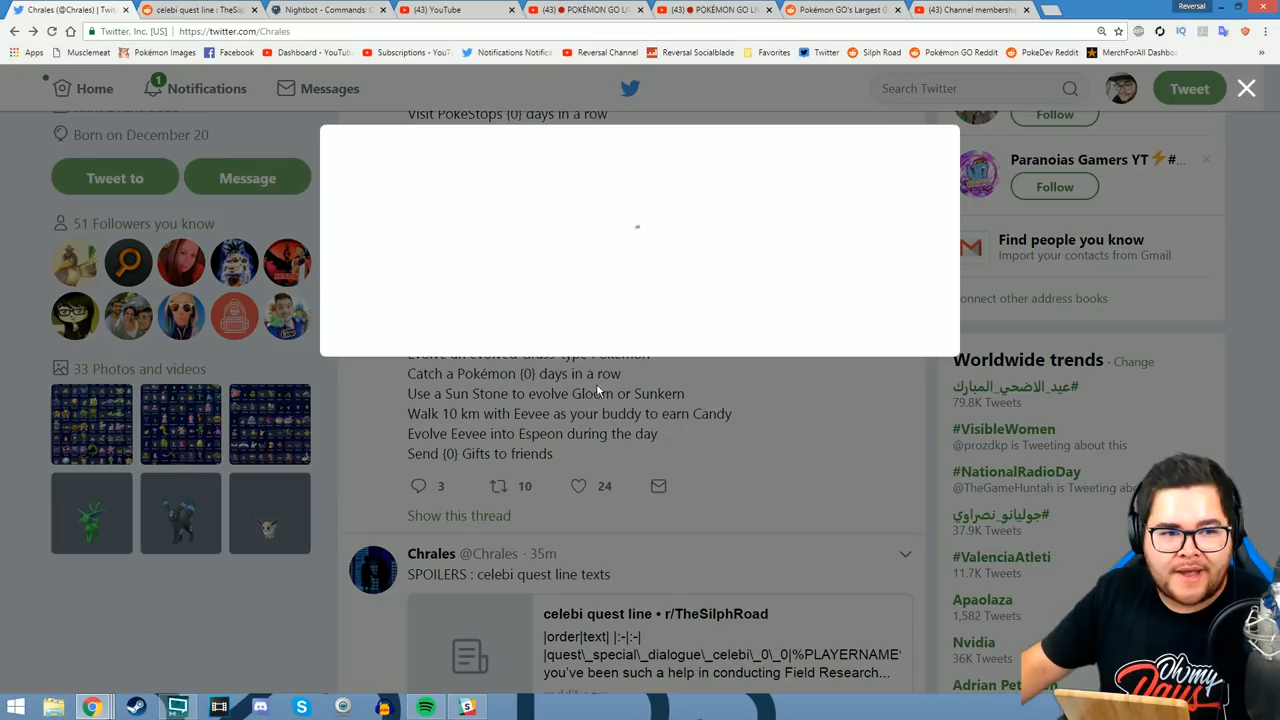 Chrales (@Chrales) | Twit
celebi quest line : TheSilp
Nightbot - Commands: C
(43) YouTube
(43) 🔴 POKÉMON GO LI
(43) 🔴 POKÉMON GO LI
Pokémon GO's Largest G
(43) Channel membership
Reversal
Twitter, Inc. [US] | https://twitter.com/Chrales
Apps
Musclemeat
Pokémon Images
Facebook
Dashboard - YouTu
Subscriptions - YouT
Notifications Notifica
Reversal Channel
Reversal Socialblade
Favorites
Twitter
Silph Road
Pokémon GO Reddit
PokeDev Reddit
MerchForAll Dashbo
»
Home
1
Notifications
Messages
Search Twitter
Tweet
Born on December 20
Tweet to
Message
51 Followers you know
33 Photos and videos
Visit PokéStops {0} days in a row
Catch a Pokémon {0} days in a row
Use a Sun Stone to evolve Gloom or Sunkern
Walk 10 km with Eevee as your buddy to earn Candy
Evolve Eevee into Espeon during the day
Send {0} Gifts to friends
3
10
24
Show this thread
Chrales @Chrales · 35m
SPOILERS : celebi quest line texts
celebi quest line • r/TheSilphRoad
|order|text| |:-|:-|
|quest\_special\_dialogue\_celebi\_0\_0|%PLAYERNAME'
you've been such a help in conducting Field Research...
Follow
Paranoias Gamers YT⚡#...
Follow
Find people you know
Import your contacts from Gmail
onnect other address books
Worldwide trends · Change
#عيد_الاضحي_المبارك
79.8K Tweets
#VisibleWomen
@prozdkp is Tweeting about this
#NationalRadioDay
@TheGameHuntah is Tweeting abo
#جوليانو_نصراوي
37.9K Tweets
#ValenciaAtleti
11.7K Tweets
Apaolaza
1,582 Tweets
Nvidia
36K Tweets
Adrian Pet
Oh my
Days